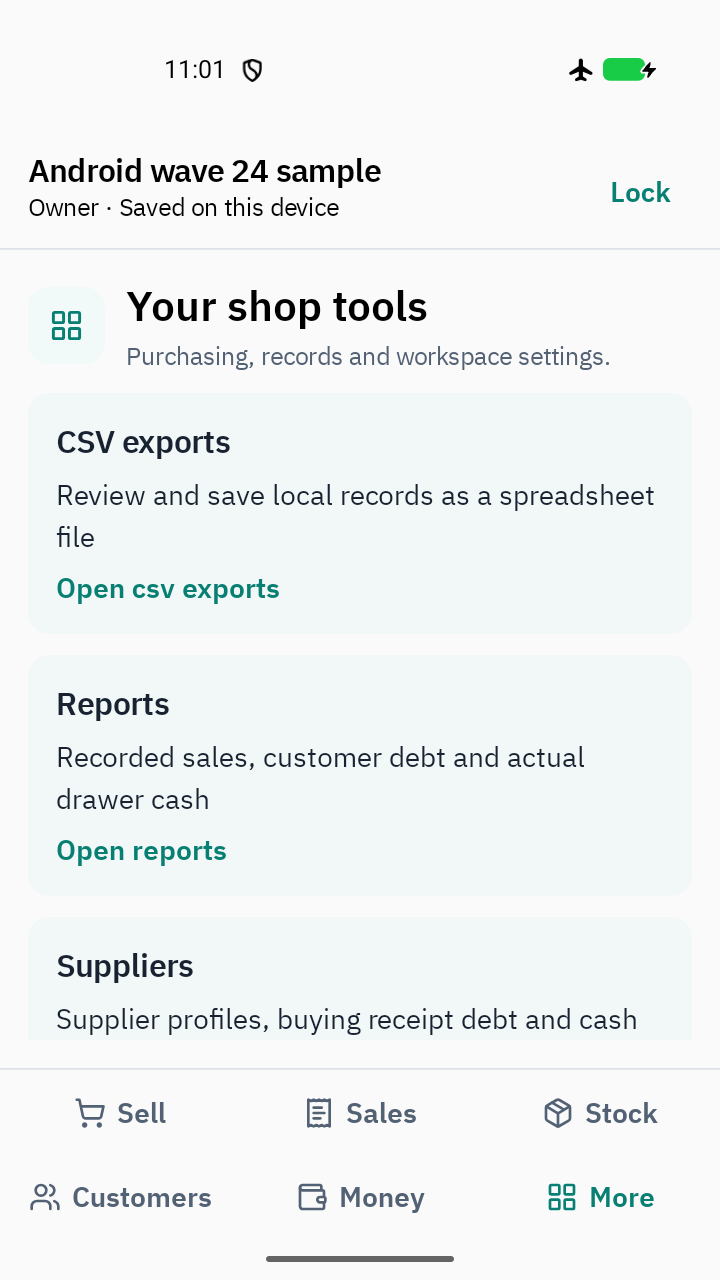 11:01
Android wave 24 sample
Owner · Saved on this device
Lock
Your shop tools
Purchasing, records and workspace settings.
CSV exports
Review and save local records as a spreadsheet
file
Open csv exports
Reports
Recorded sales, customer debt and actual
drawer cash
Open reports
Suppliers
Supplier profiles, buying receipt debt and cash
Sell
Sales
Stock
Customers
Money
More